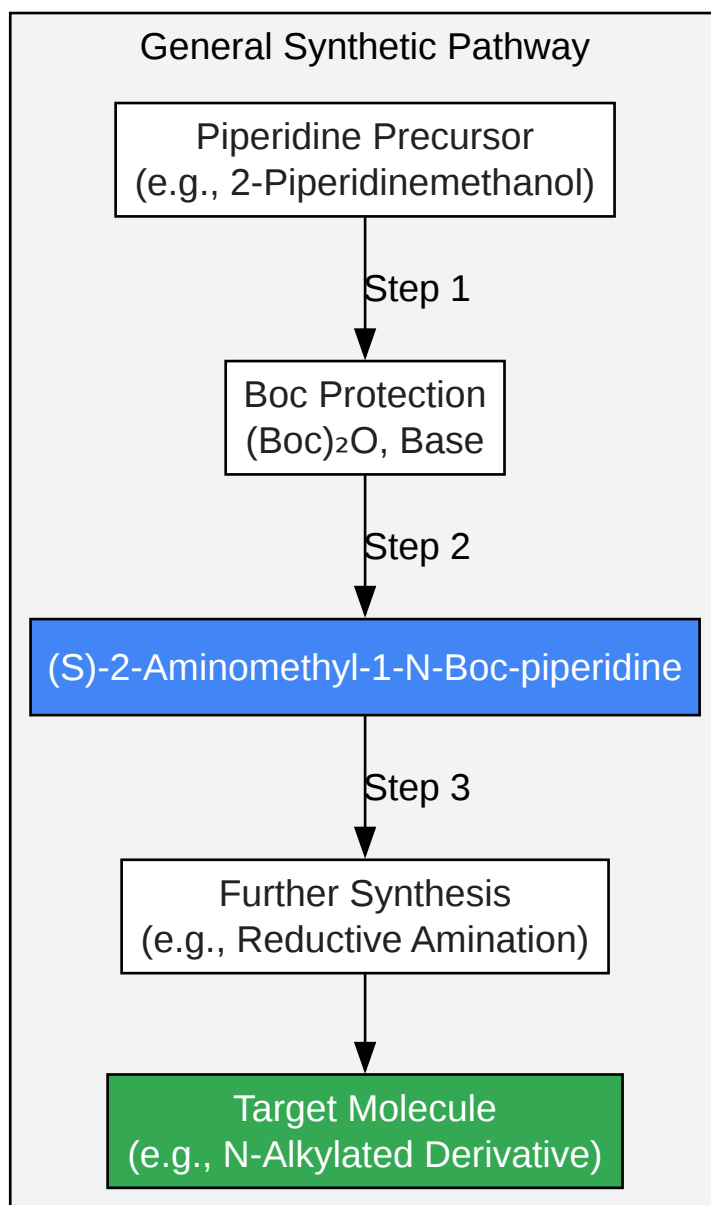 General Synthetic Pathway
Piperidine Precursor
(e.g., 2-Piperidinemethanol)
Step 1
Boc Protection
(Boc)₂O, Base
Step 2
(S)-2-Aminomethyl-1-N-Boc-piperidine
Step 3
Further Synthesis
(e.g., Reductive Amination)
Target Molecule
(e.g., N-Alkylated Derivative)